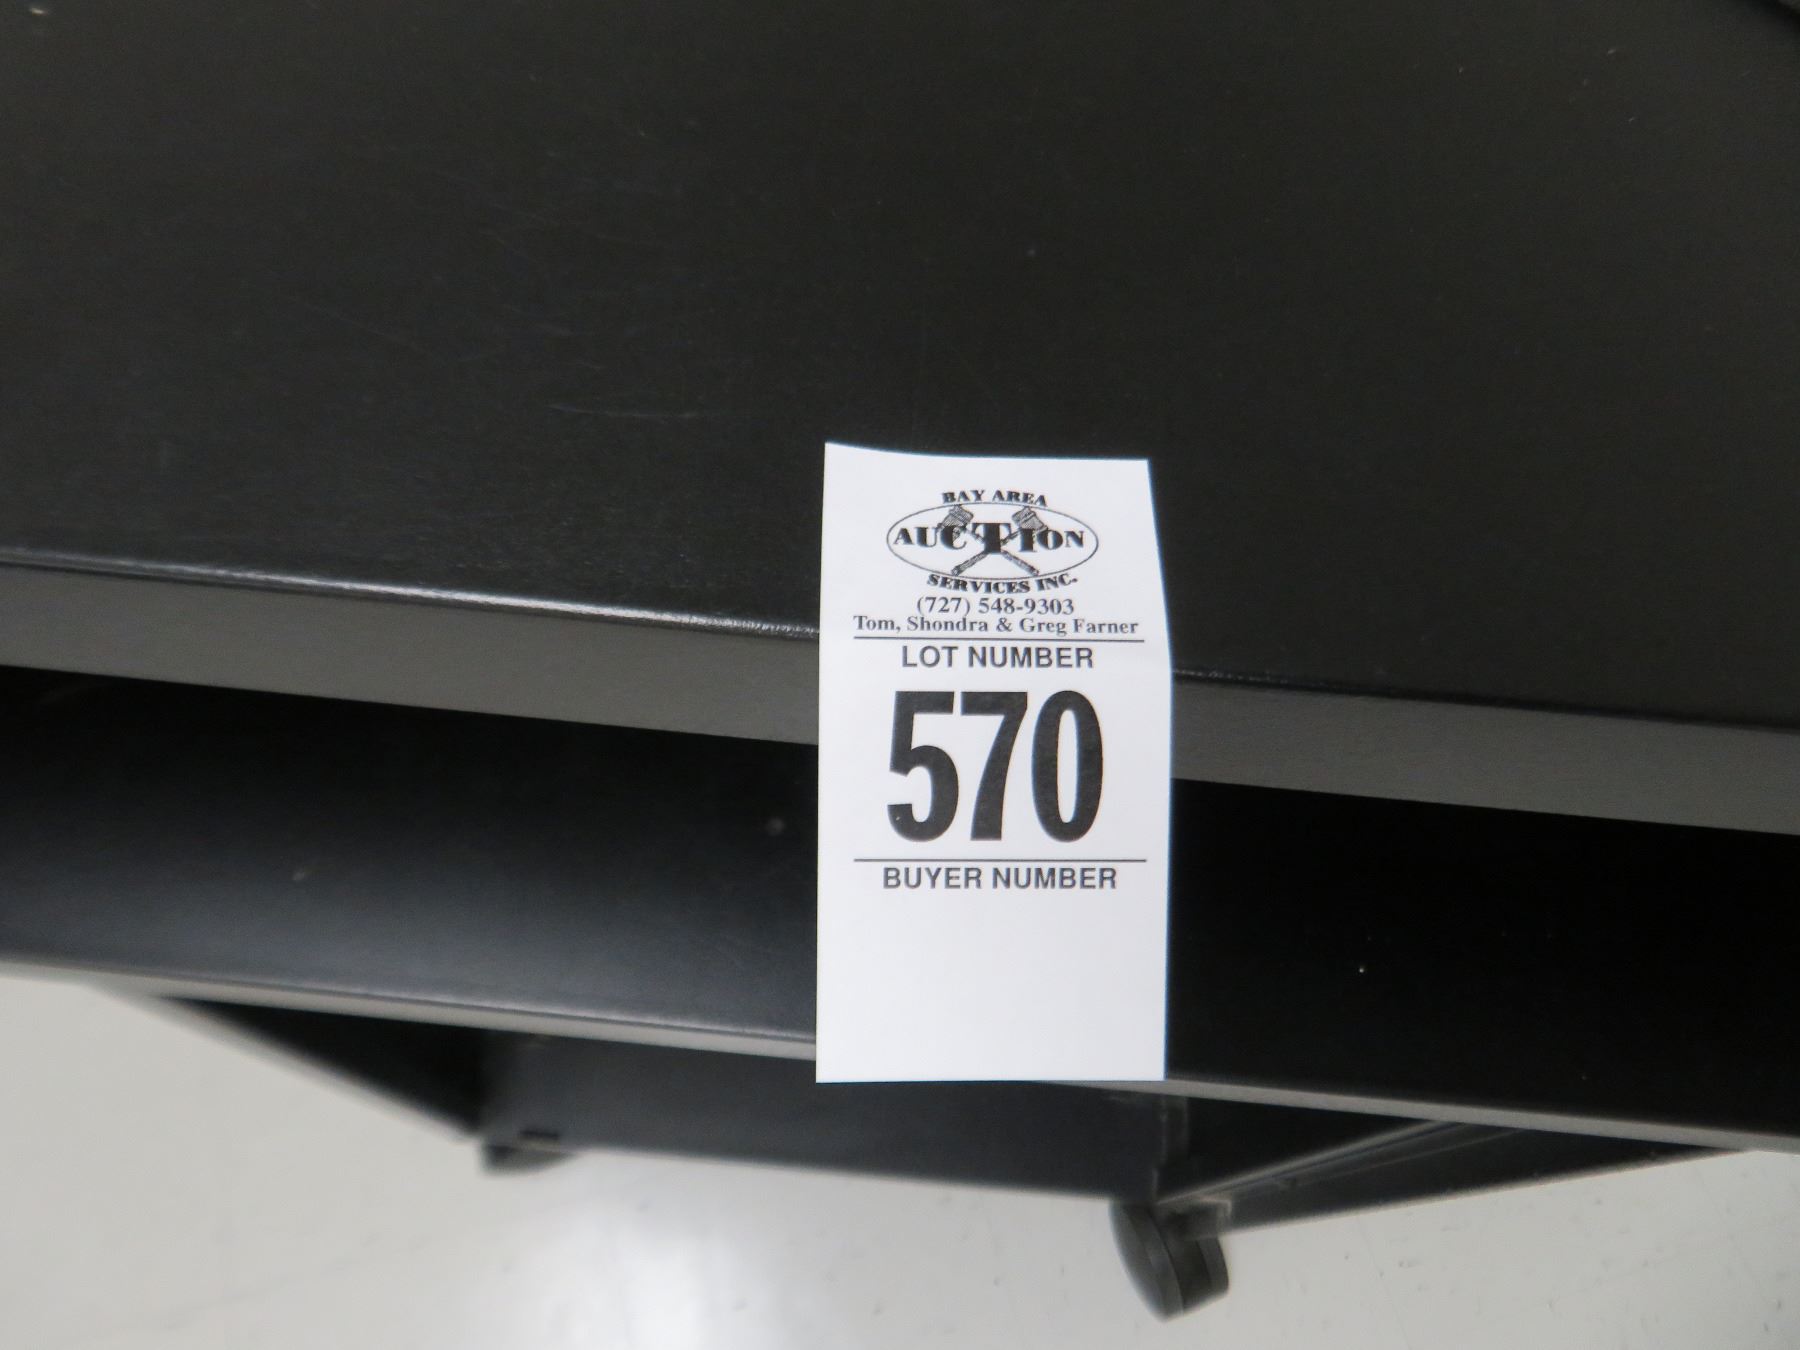 BAY AREA
AUCTION
SERVICES INC.
(727) 548-9303
Tom, Shondra & Greg Farner
LOT NUMBER
570
BUYER NUMBER